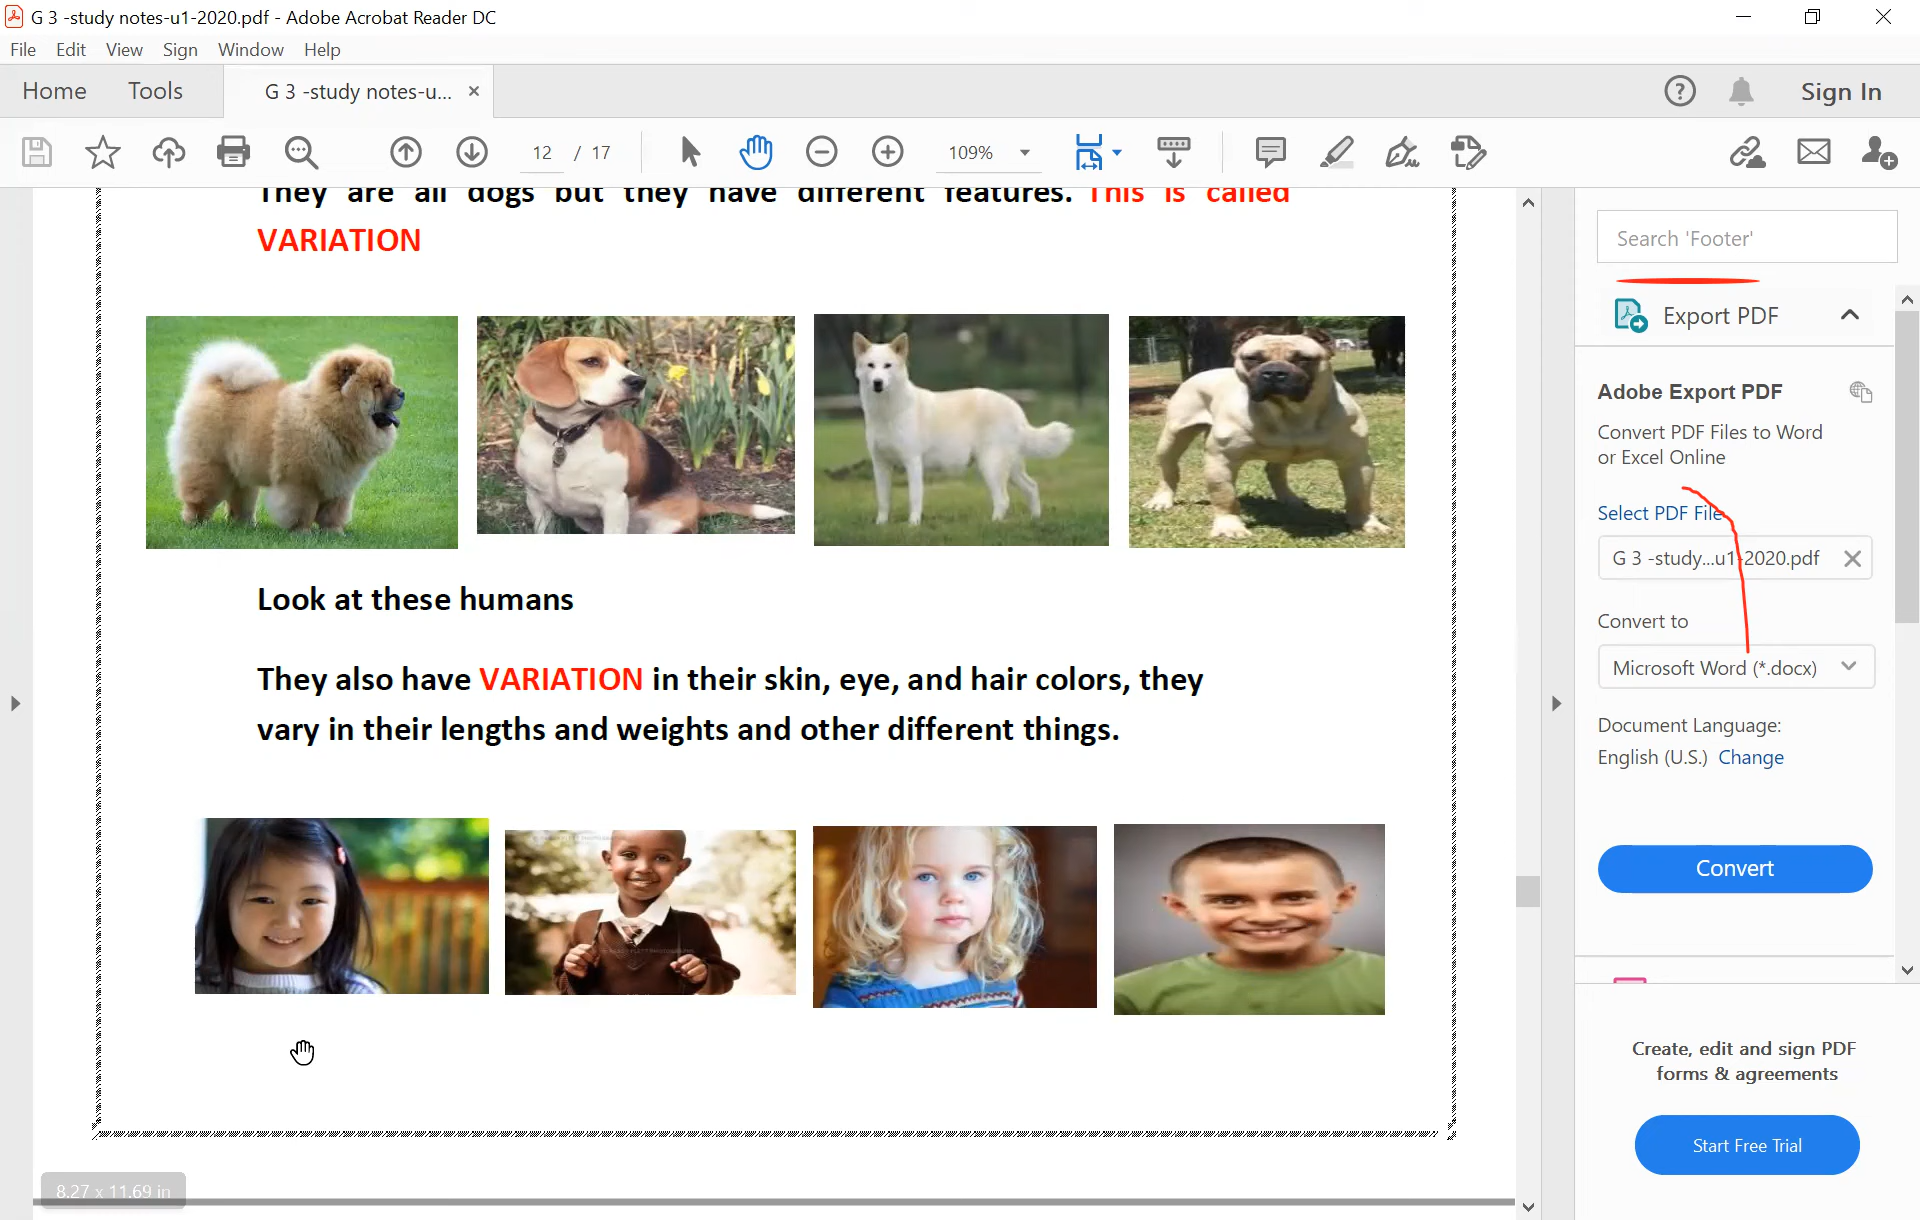 G 3 -study notes-u1-2020.pdf - Adobe Acrobat Reader DC
File Edit View Sign Window Help
Home Tools G 3 -study notes-u... Sign In
12 / 17 109%
They are all dogs but they have different features. This is called
VARIATION
Look at these humans
They also have VARIATION in their skin, eye, and hair colors, they
vary in their lengths and weights and other different things.
8.27 x 11.69 in
Search 'Footer'
Export PDF
Adobe Export PDF
Convert PDF Files to Word
or Excel Online
Select PDF File
G 3 -study...u1-2020.pdf
Convert to
Microsoft Word (*.docx)
Document Language:
English (U.S.) Change
Convert
Create, edit and sign PDF
forms & agreements
Start Free Trial